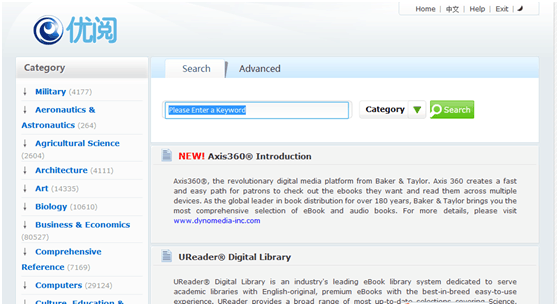 Home | 中文 | Help | Exit |
优阅
Category
Search
Advanced
↓ Military (4177)
↓ Aeronautics &
Astronautics (264)
↓ Agricultural Science
(2604)
↓ Architecture (4111)
↓ Art (14335)
↓ Biology (10610)
↓ Business & Economics
(80527)
↓ Comprehensive
Reference (7169)
↓ Computers (29124)
↓ Culture, Education &
Please Enter a Keyword
Category
Search
NEW! Axis360® Introduction
Axis360®, the revolutionary digital media platform from Baker & Taylor. Axis 360 creates a fast
and easy path for patrons to check out the ebooks they want and read them across multiple
devices. As the global leader in book distribution for over 180 years, Baker & Taylor brings you the
most comprehensive selection of eBook and audio books. For more details, please visit
www.dynomedia-inc.com
UReader® Digital Library
UReader® Digital Library is an industry's leading eBook library system dedicated to serve
academic libraries with English-original, premium eBooks with the best-in-breed easy-to-use
experience. UReader provides a broad range of most up-to-date selections covering Science,